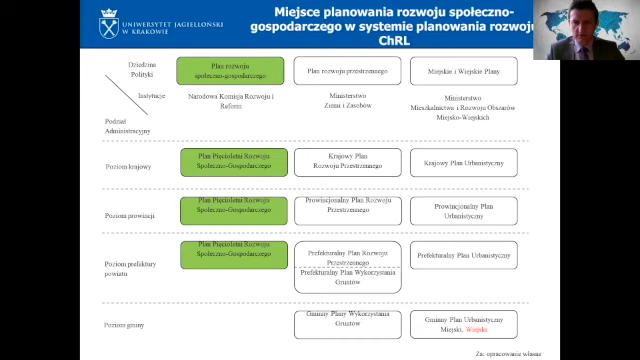 UNIWERSYTET JAGIELLOŃSKI
W KRAKOWIE
Miejsce planowania rozwoju społeczno-
gospodarczego w systemie planowania rozwoju
ChRL
Dziedzina
Polityki
Instytucje
Podział
Administracyjny
Plan rozwoju
społeczno-gospodarczego
Plan rozwoju przestrzennego
Miejskie i Wiejskie Plany
Narodowa Komisja Rozwoju i
Reform
Ministerstwo
Ziemi i Zasobów
Ministerstwo
Mieszkalnictwa i Rozwoju Obszarów
Miejsko-Wiejskich
Poziom krajowy
Plan Pięcioletni Rozwoju
Społeczno-Gospodarczego
Krajowy Plan
Rozwoju Przestrzennego
Krajowy Plan Urbanistyczny
Poziom prowincji
Plan Pięcioletni Rozwoju
Społeczno-Gospodarczego
Prowincjonalny Plan Rozwoju
Przestrzennego
Prowincjonalny Plan
Urbanistyczny
Poziom prefektury
powiatu
Plan Pięcioletni Rozwoju
Społeczno-Gospodarczego
Prefekturalny Plan Rozwoju
Przestrzennego
Prefekturalny Plan Wykorzystania
Gruntów
Prefekturalny Plan Urbanistyczny
Poziom gminy
Gminny Plany Wykorzystania
Gruntów
Gminny Plan Urbanistyczny
Miejski, Wiejski
Za: opracowanie własne